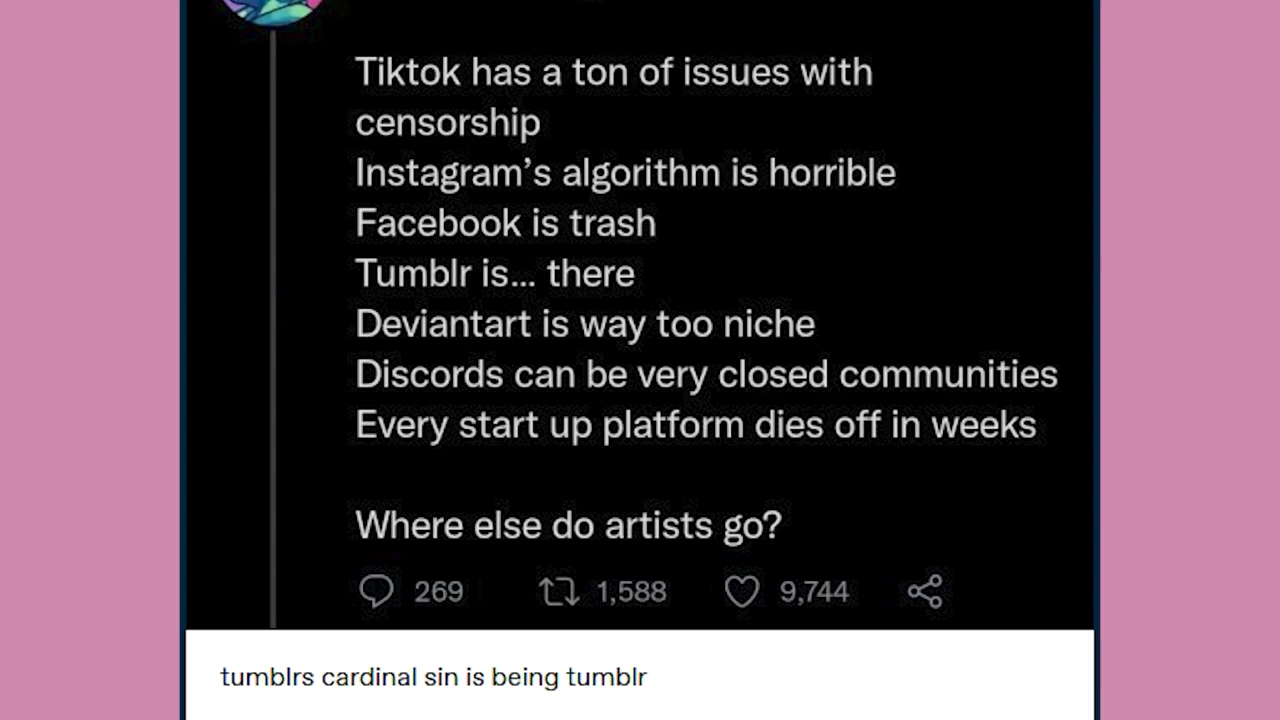 Tiktok has a ton of issues with
censorship
Instagram’s algorithm is horrible
Facebook is trash
Tumblr is... there
Deviantart is way too niche
Discords can be very closed communities
Every start up platform dies off in weeks
Where else do artists go?
269 1,588 9,744
tumblrs cardinal sin is being tumblr